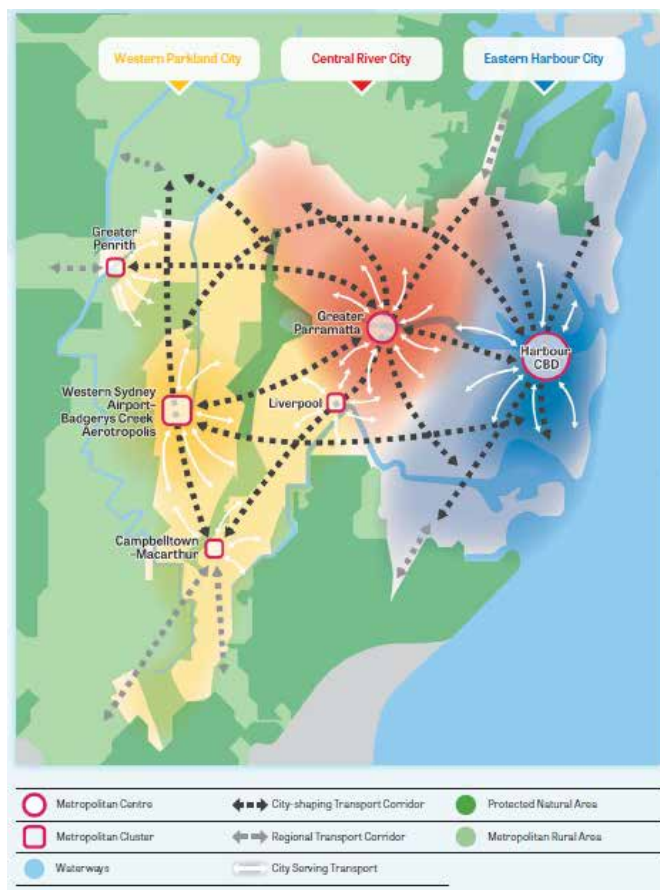 Western Parkland City
Central River City
Eastern Harbour City
Greater
Penrith
Greater
Parramatta
Harbour
CBD
Western Sydney
Airport–
Badgerys Creek
Aerotropolis
Liverpool
Campbelltown
–Macarthur
Metropolitan Centre
City-shaping Transport Corridor
Protected Natural Area
Metropolitan Cluster
Regional Transport Corridor
Metropolitan Rural Area
Waterways
City Serving Transport